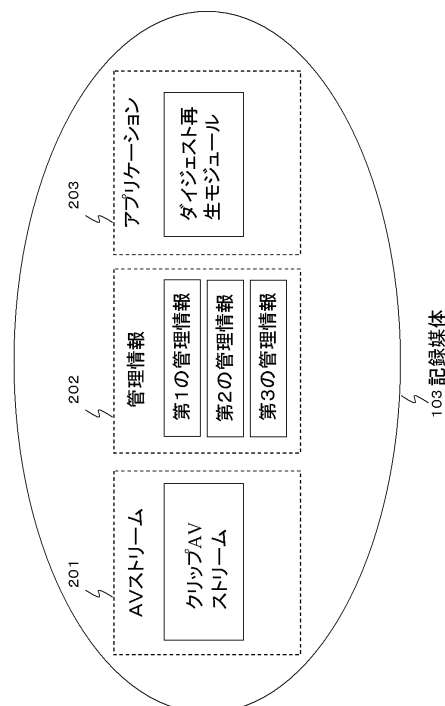 201
AVストリーム
クリップAV
ストリーム
202
管理情報
第1の管理情報
第2の管理情報
第3の管理情報
203
アプリケーション
ダイジェスト再
生モジュール
103 記録媒体